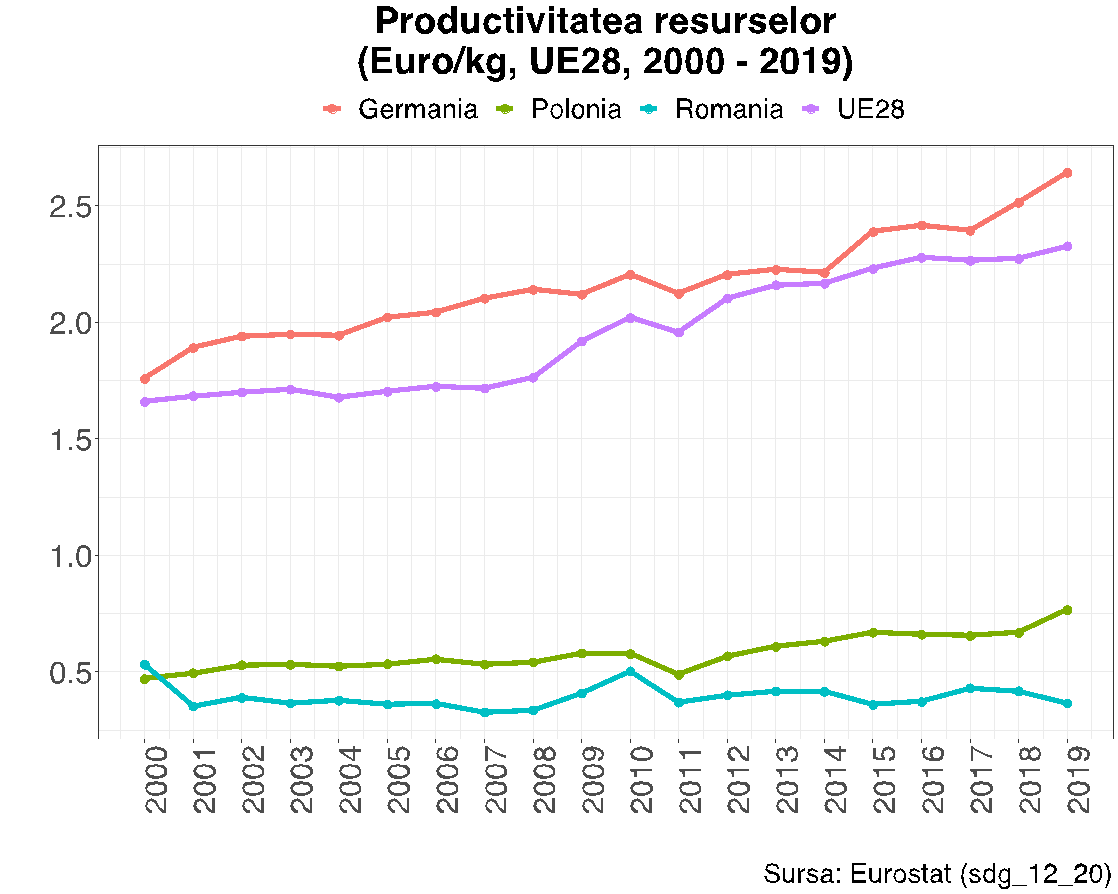 Productivitatea resurselor
(Euro/kg, UE28, 2000 - 2019)
Germania Polonia Romania UE28
2.5
2.0
1.5
1.0
0.5
2000 2001 2002 2003 2004 2005 2006 2007 2008 2009 2010 2011 2012 2013 2014 2015 2016 2017 2018 2019
Sursa: Eurostat (sdg_12_20)